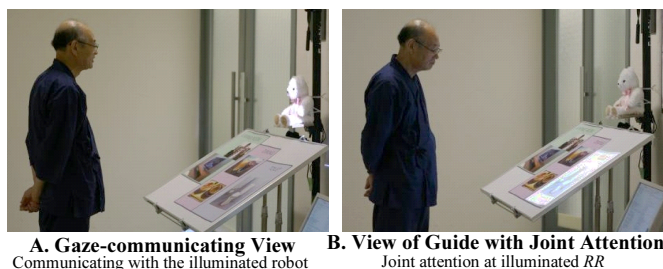 A. Gaze-communicating View
Communicating with the illuminated robot
B. View of Guide with Joint Attention
Joint attention at illuminated RR